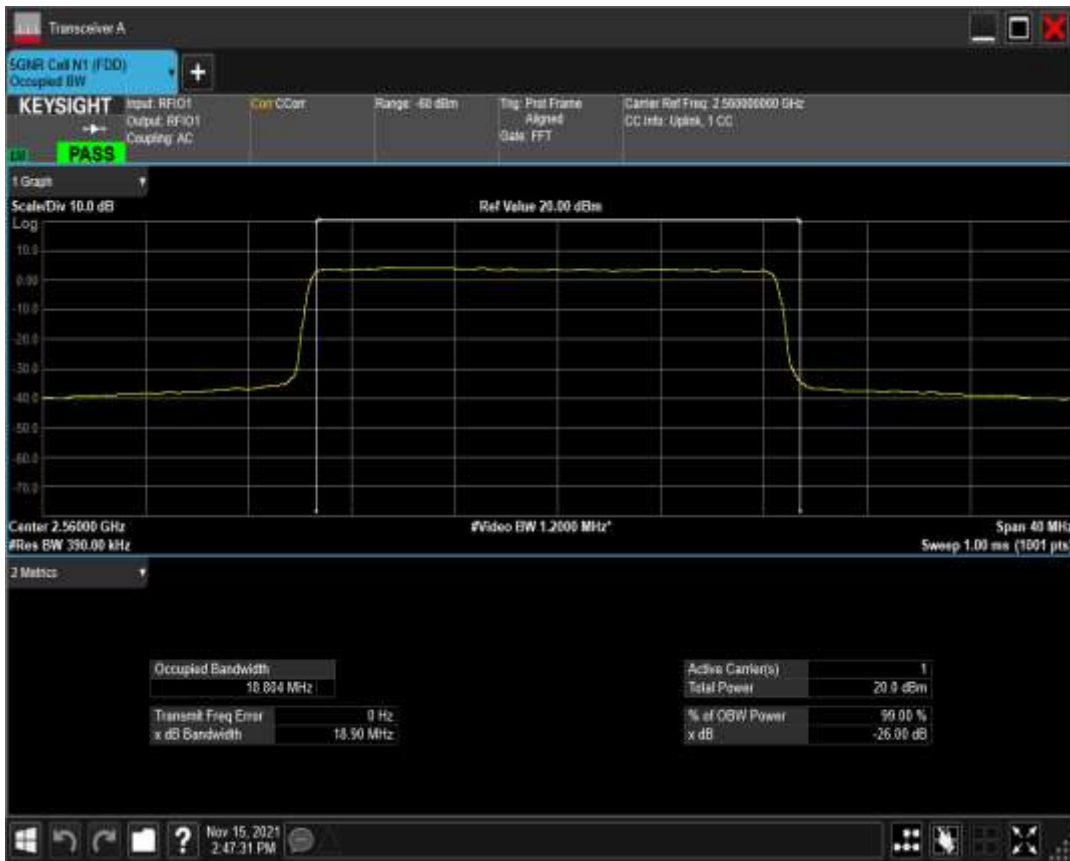 Transceiver A
5GNR Cell N1 (FDD)
Occupied BW
+
KEYSIGHT
PASS
Input: RFIO1
Output: RFIO1
Coupling: AC
Corr CCorr
Range: -60 dBm
Trig: Prot Frame
Aligned
Gate: FFT
Carrier Ref Freq: 2.560000000 GHz
CC Info: Uplink, 1 CC
1 Graph
Scale/Div 10.0 dB
Ref Value 20.00 dBm
Log
10.0
0.00
-10.0
-20.0
-30.0
-40.0
-50.0
-60.0
-70.0
Center 2.56000 GHz
#Video BW 1.2000 MHz*
Span 40 MHz
#Res BW 390.00 kHz
Sweep 1.00 ms (1001 pts)
2 Metrics
Occupied Bandwidth
18.804 MHz
Transmit Freq Error 0 Hz
x dB Bandwidth 18.90 MHz
Active Carrier(s) 1
Total Power 20.0 dBm
% of OBW Power 99.00 %
x dB -26.00 dB
?
Nov 15, 2021
2:47:31 PM